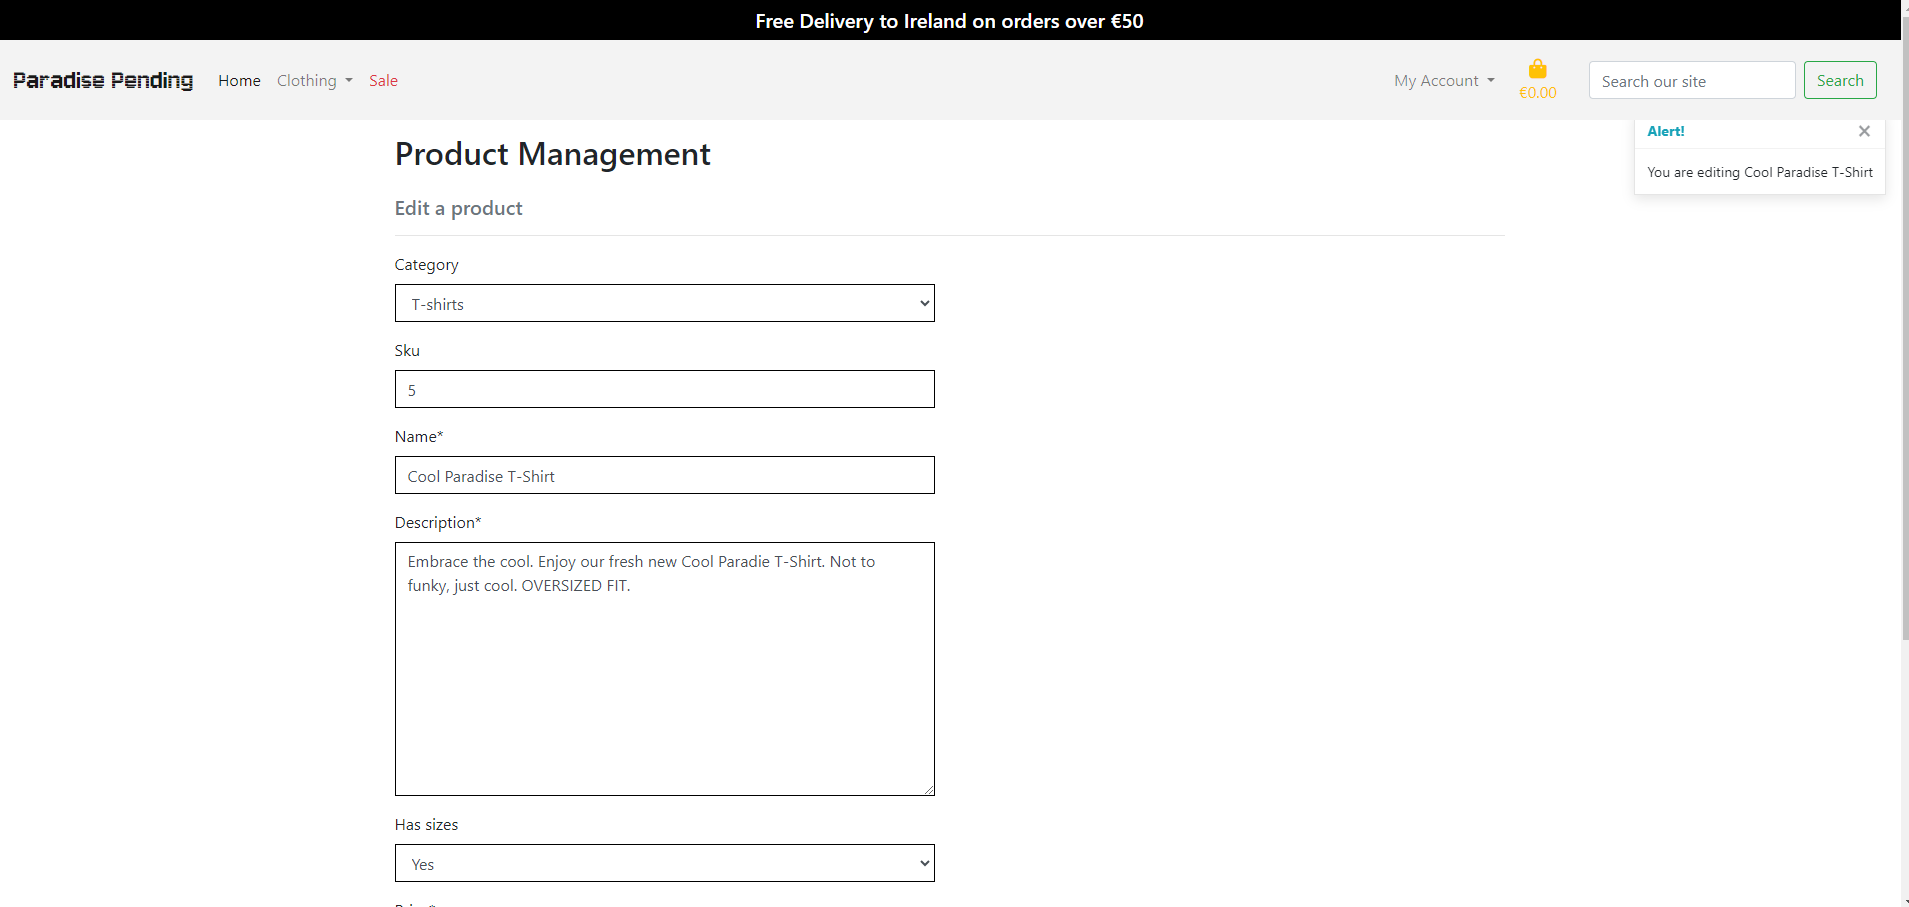 Free Delivery to Ireland on orders over €50
Paradise Pending Home Clothing Sale My Account €0.00 Search our site Search
Alert!
You are editing Cool Paradise T-Shirt
Product Management
Edit a product
Category
T-shirts
Sku
5
Name*
Cool Paradise T-Shirt
Description*
Embrace the cool. Enjoy our fresh new Cool Paradie T-Shirt. Not to
funky, just cool. OVERSIZED FIT.
Has sizes
Yes